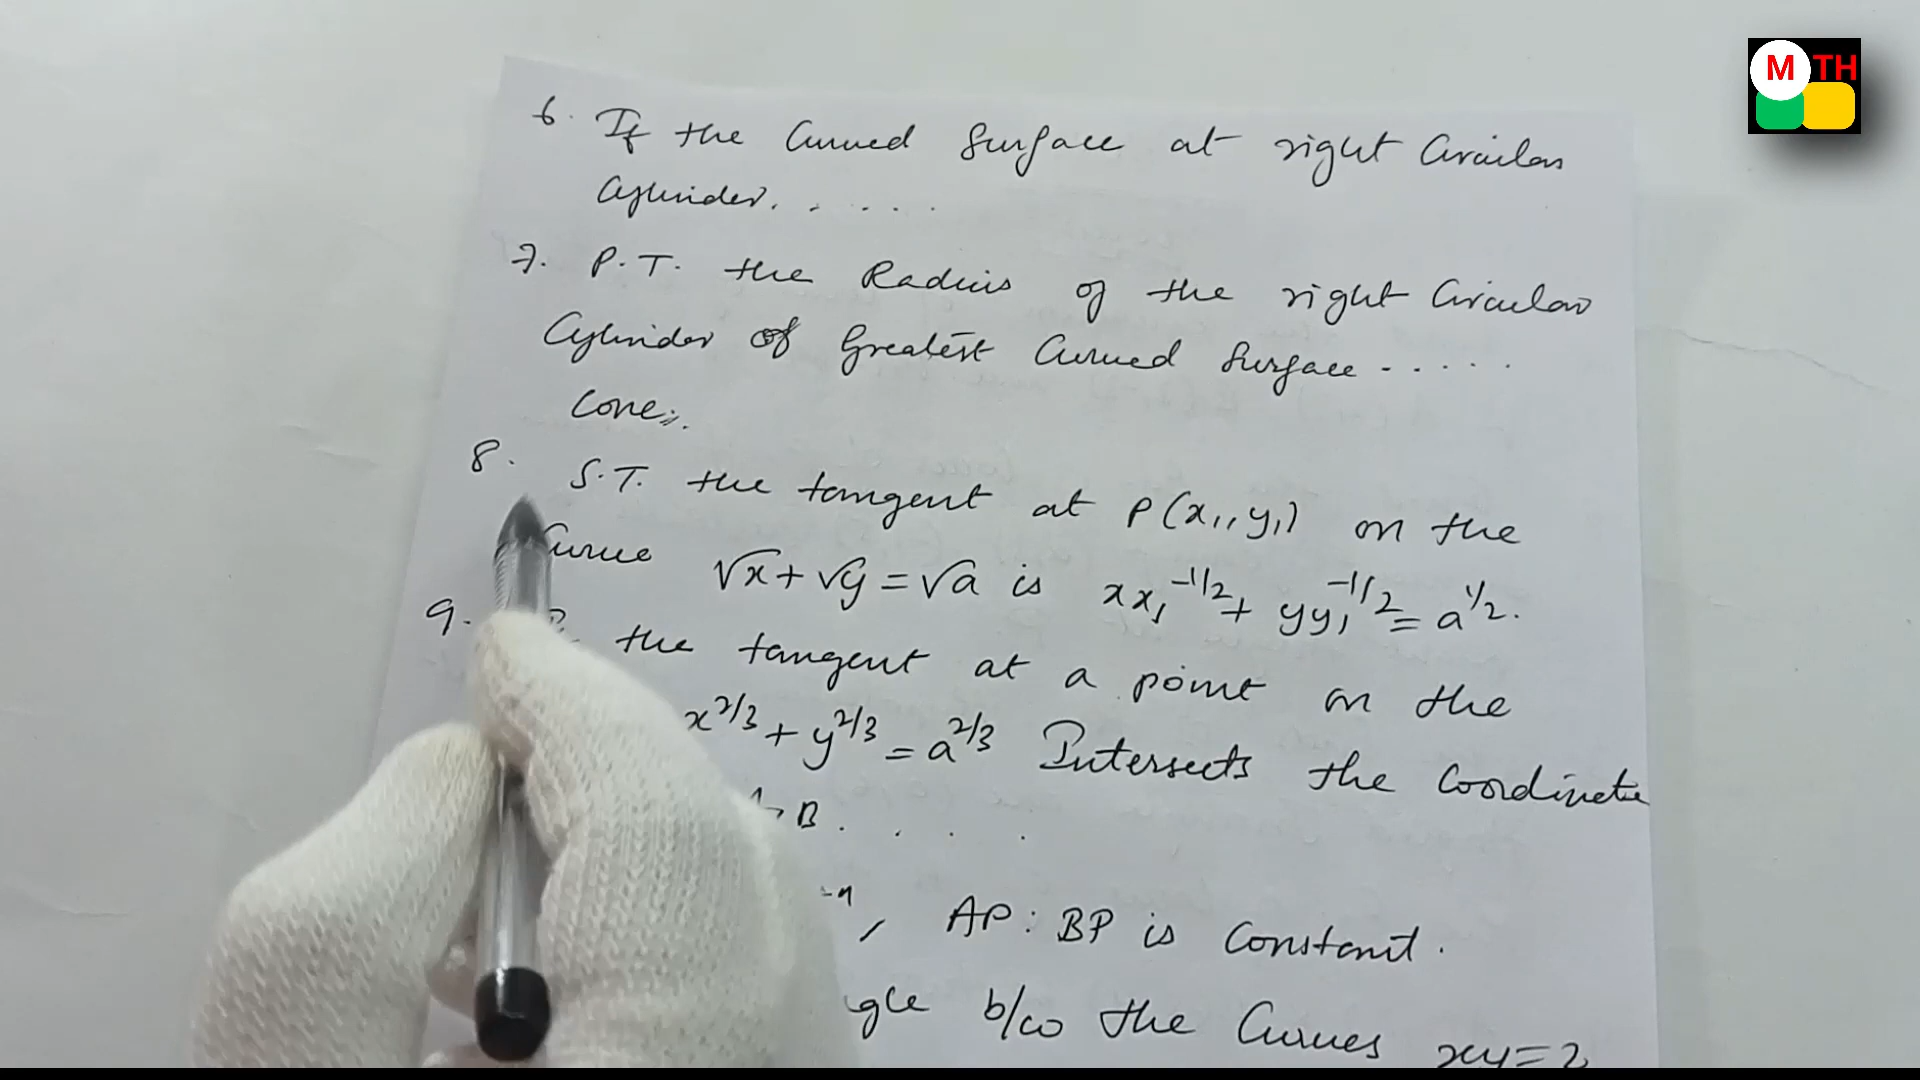 M TH
6. If the Curved Surface at right Circular
Cylinder. . . . . .
7. P.T. the Radius of the right Circular
Cylinder of Greatest Curved Surface - . . . .
Cone.
8. S.T. the tangent at P(x₁, y₁) on the
Curve √x + √y = √a is xx₁^-1/2 + yy₁^-1/2 = a^1/2.
9. the tangent at a point on the
x^2/3 + y^2/3 = a^2/3 Intersects the Coordinate
B. . . .
-n, AP : BP is Constant.
b/w the Curves xy = 2